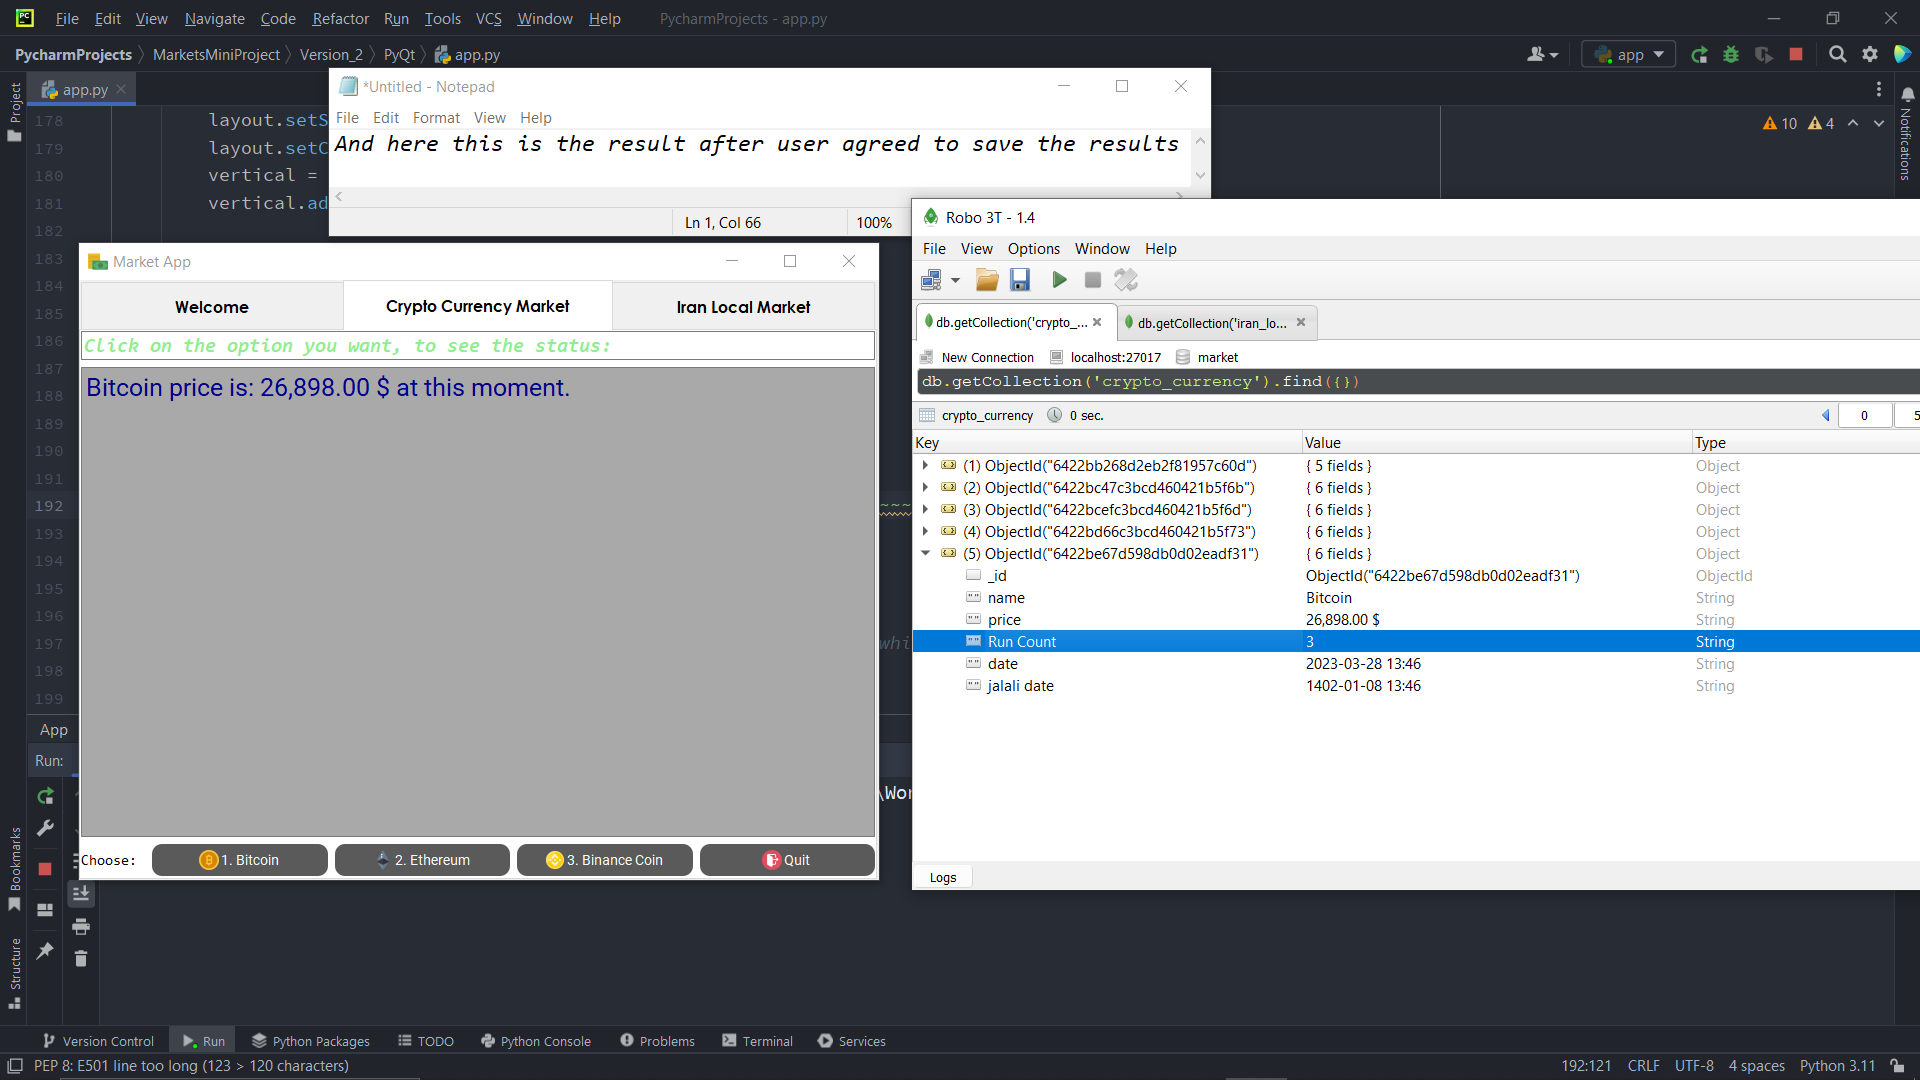 File Edit View Navigate Code Refactor Run Tools VCS Window Help PycharmProjects - app.py
PycharmProjects MarketsMiniProject Version_2 PyQt app.py
app
Project
app.py
Notifications
10 4
178 layout.setS
179 layout.setC
180 vertical =
181 vertical.ad
182
183
184
185
186
187
188
189
190
191
192
193
194
195
196
197
198
199
*Untitled - Notepad
File Edit Format View Help
And here this is the result after user agreed to save the results
Ln 1, Col 66
100%
Market App
Welcome
Crypto Currency Market
Iran Local Market
Click on the option you want, to see the status:
Bitcoin price is: 26,898.00 $ at this moment.
Choose:
1. Bitcoin
2. Ethereum
3. Binance Coin
Quit
Robo 3T - 1.4
File View Options Window Help
db.getCollection('crypto_...
db.getCollection('iran_lo...
New Connection localhost:27017 market
db.getCollection('crypto_currency').find({})
crypto_currency 0 sec.
0
5
Key Value Type
(1) ObjectId("6422bb268d2eb2f81957c60d") { 5 fields } Object
(2) ObjectId("6422bc47c3bcd460421b5f6b") { 6 fields } Object
(3) ObjectId("6422bcefc3bcd460421b5f6d") { 6 fields } Object
(4) ObjectId("6422bd66c3bcd460421b5f73") { 6 fields } Object
(5) ObjectId("6422be67d598db0d02eadf31") { 6 fields } Object
_id ObjectId("6422be67d598db0d02eadf31") ObjectId
name Bitcoin String
price 26,898.00 $ String
Run Count 3 String
date 2023-03-28 13:46 String
jalali date 1402-01-08 13:46 String
Logs
~~~
whi
\Wor
App
Run:
Bookmarks
Structure
Version Control Run Python Packages TODO Python Console Problems Terminal Services
PEP 8: E501 line too long (123 > 120 characters)
192:121 CRLF UTF-8 4 spaces Python 3.11